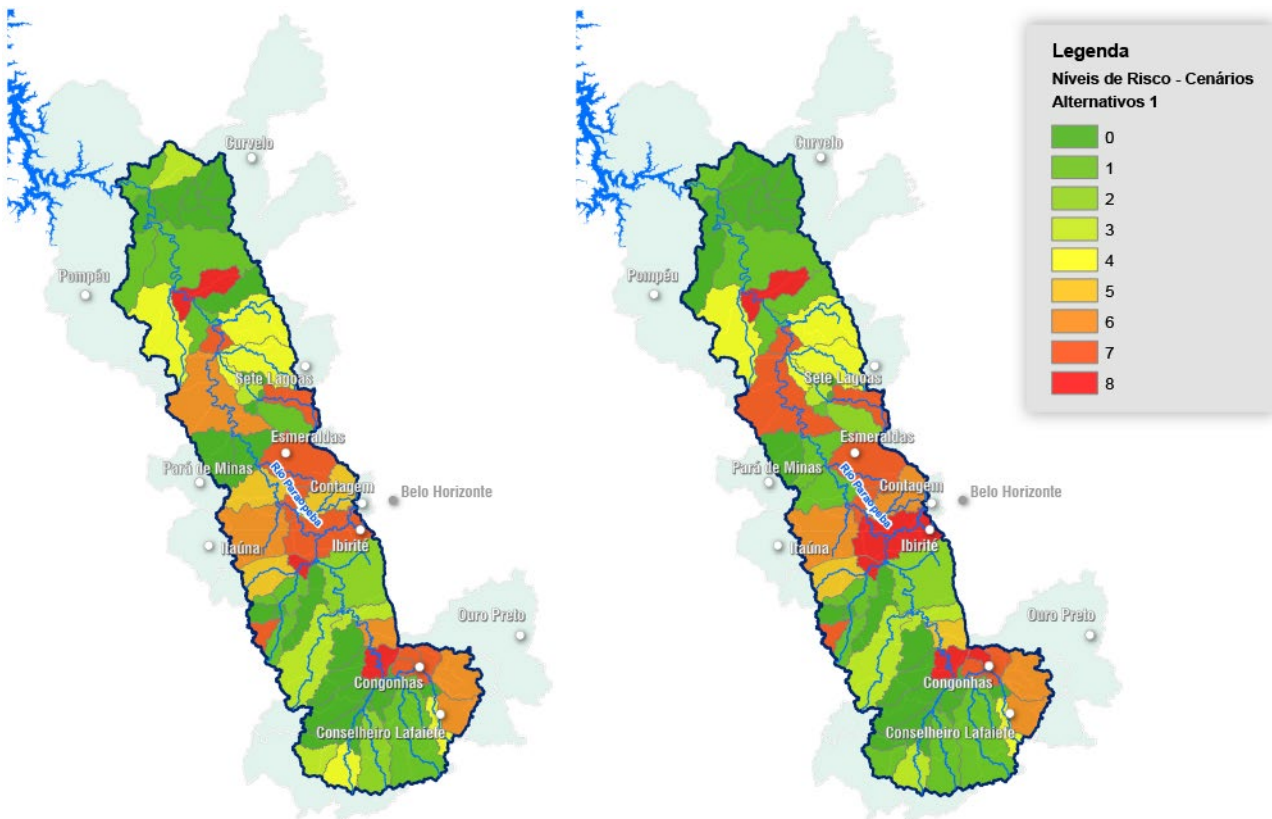 Curvelo
Pompéu
Sete Lagoas
Esmeraldas
Pará de Minas
Rio Paraopeba
Contagem
Belo Horizonte
Itaúna
Ibirité
Ouro Preto
Congonhas
Conselheiro Lafaiete
Curvelo
Pompéu
Sete Lagoas
Esmeraldas
Pará de Minas
Rio Paraopeba
Contagem
Belo Horizonte
Itaúna
Ibirité
Ouro Preto
Congonhas
Conselheiro Lafaiete
Legenda
Níveis de Risco - Cenários
Alternativos 1
0
1
2
3
4
5
6
7
8